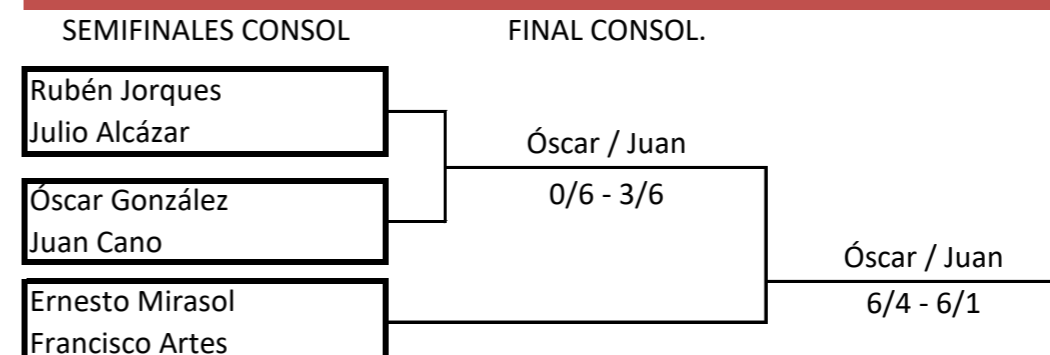 SEMIFINALES CONSOL FINAL CONSOL.
Rubén Jorques
Julio Alcázar
Óscar / Juan
0/6 - 3/6
Óscar González
Juan Cano
Óscar / Juan
6/4 - 6/1
Ernesto Mirasol
Francisco Artes